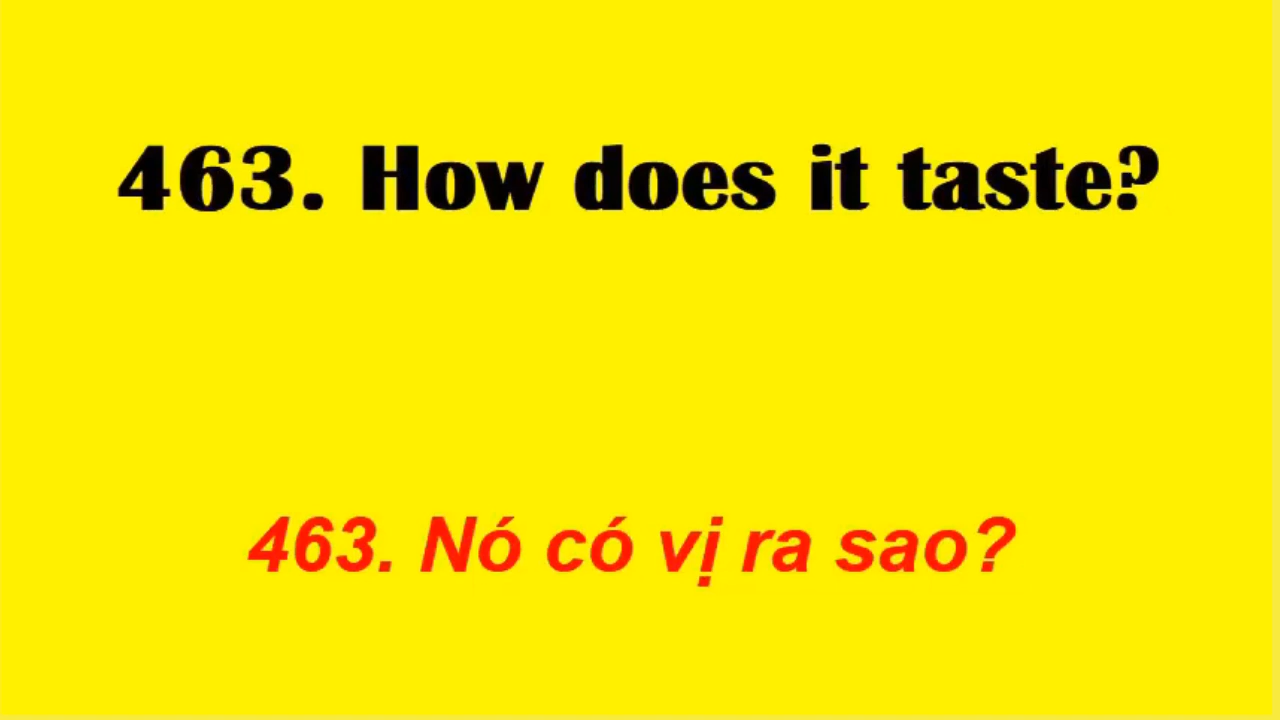 463. How does it taste?
463. Nó có vị ra sao?